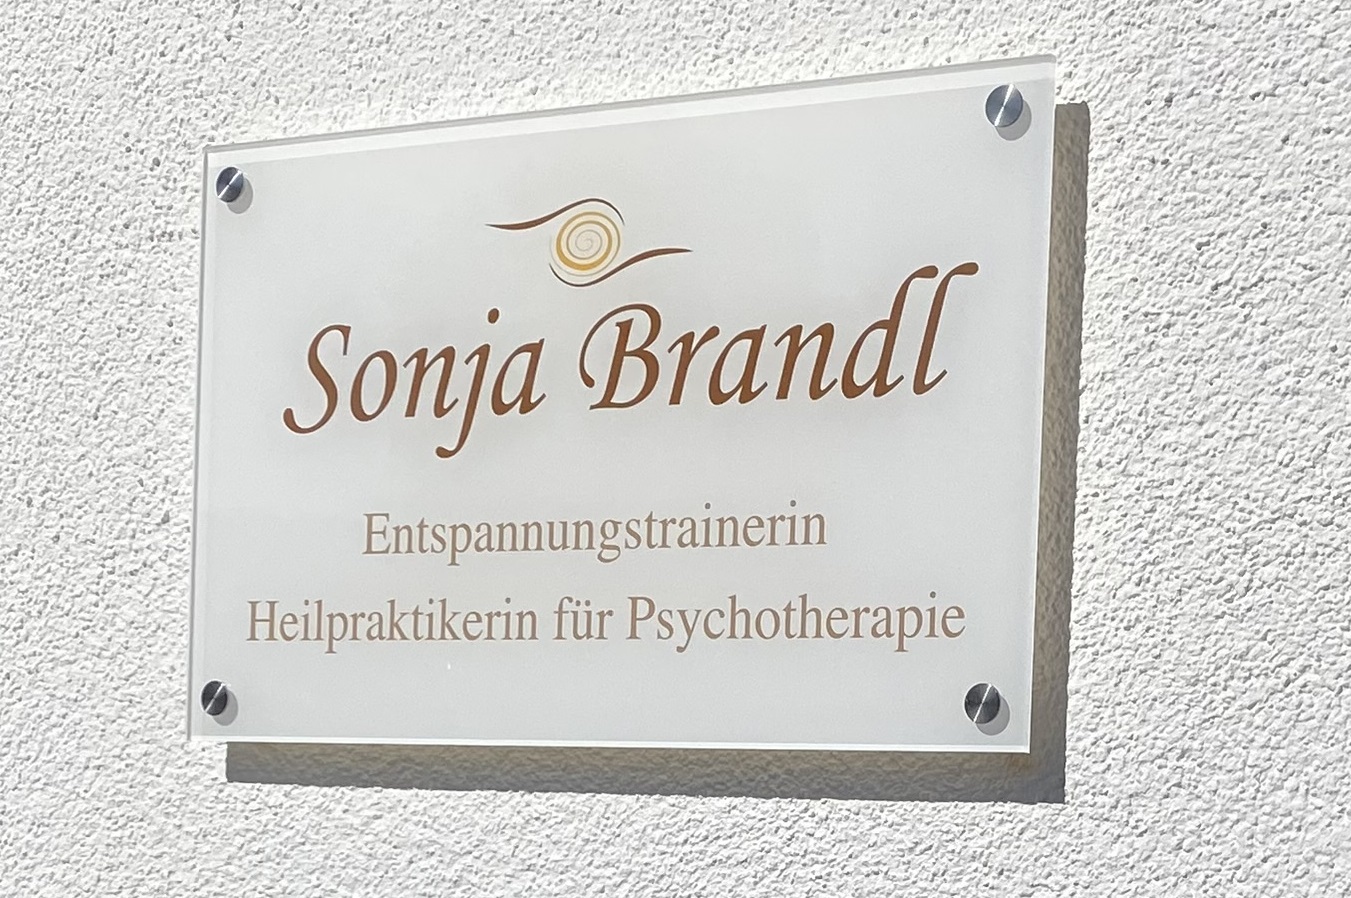 Sonja Brandl
Entspannungstrainerin
Heilpraktikerin für Psychotherapie